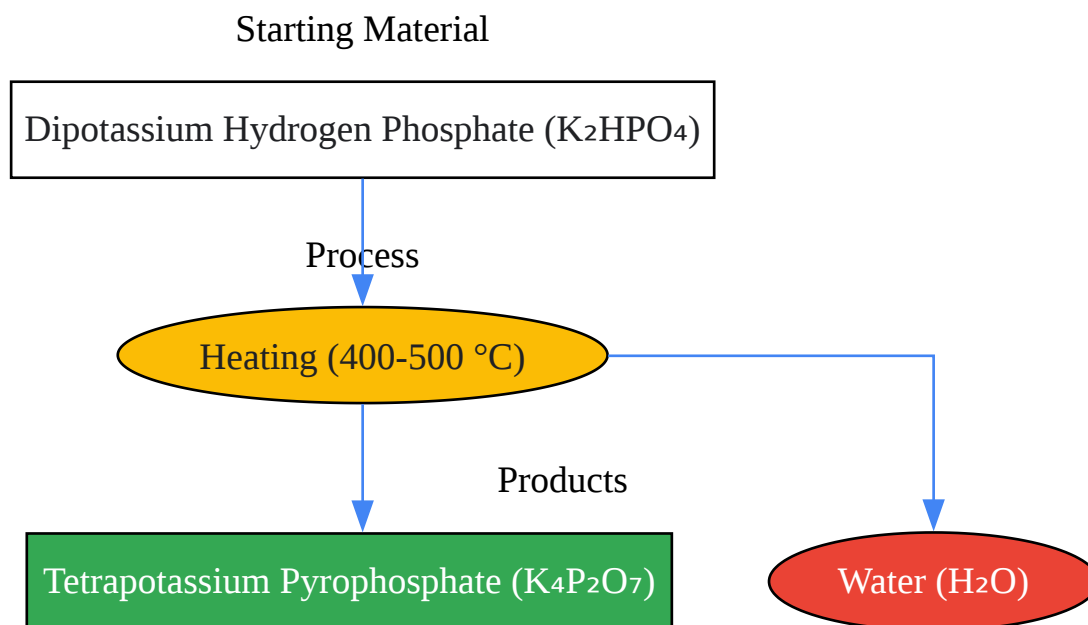 Starting Material
Dipotassium Hydrogen Phosphate (K₂HPO₄)
Process
Heating (400-500 °C)
Products
Tetrapotassium Pyrophosphate (K₄P₂O₇)
Water (H₂O)